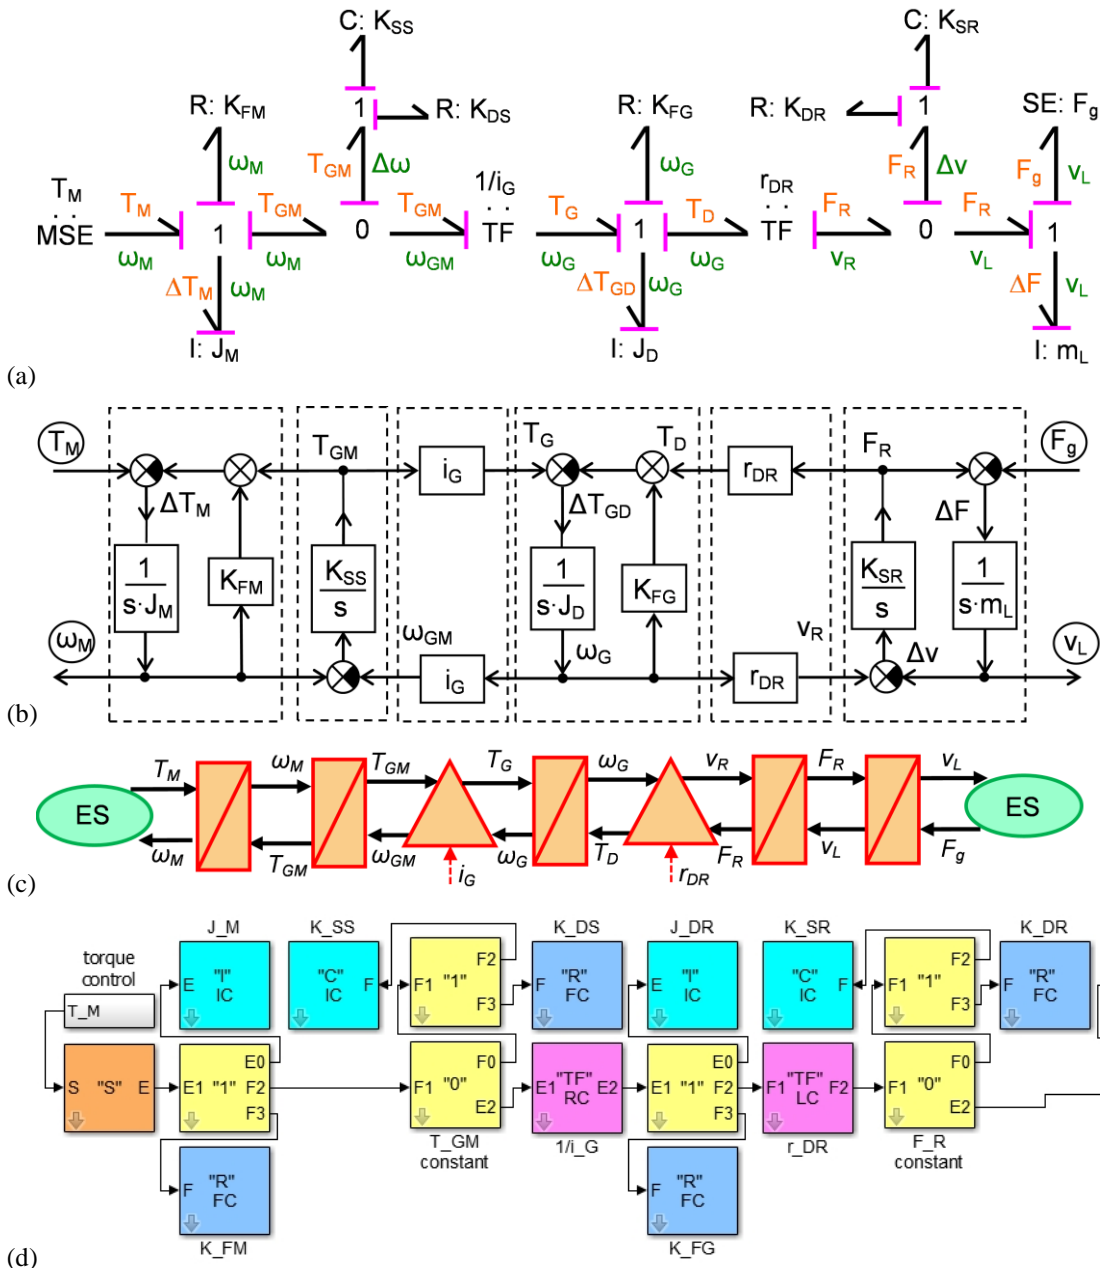 C: K_SS
C: K_SR
R: K_FM
1
R: K_DS
R: K_FG
R: K_DR
1
SE: F_g
T_M
ω_M
T_GM
Δω
1/i_G
ω_G
r_DR
F_R
Δv
F_g
v_L
MSE
T_M
1
T_GM
0
T_GM
TF
T_G
1
T_D
TF
F_R
0
F_R
1
ω_M
ω_M
ω_GM
ω_G
ω_G
v_R
v_L
ΔT_M
ω_M
ΔT_GD
ω_G
ΔF
v_L
I: J_M
I: J_D
I: m_L
(a)
T_M
T_GM
i_G
T_G
T_D
r_DR
F_R
F_g
ΔT_M
ΔT_GD
ΔF
1
s·J_M
K_FM
K_SS
s
1
s·J_D
K_FG
K_SR
s
1
s·m_L
ω_M
ω_GM
i_G
ω_G
r_DR
v_R
Δv
v_L
(b)
ES
T_M
ω_M
T_GM
T_G
ω_G
v_R
F_R
v_L
ES
ω_M
T_GM
ω_GM
ω_G
T_D
F_R
v_L
F_g
i_G
r_DR
(c)
torque
control
J_M
K_SS
K_DS
J_DR
K_SR
K_DR
T_M
E "I" IC
"C" IC F
F1 "1" F2 F3
F "R" FC
E "I" IC
"C" IC F
F1 "1" F2 F3
F "R" FC
S "S" E
E1 "1" E0 F2 F3
F1 "0" F0 E2
E1 "TF" RC E2
E1 "1" E0 F2 F3
F1 "TF" LC F2
F1 "0" F0 E2
T_GM
constant
1/i_G
r_DR
F_R
constant
F "R" FC
F "R" FC
K_FM
K_FG
(d)